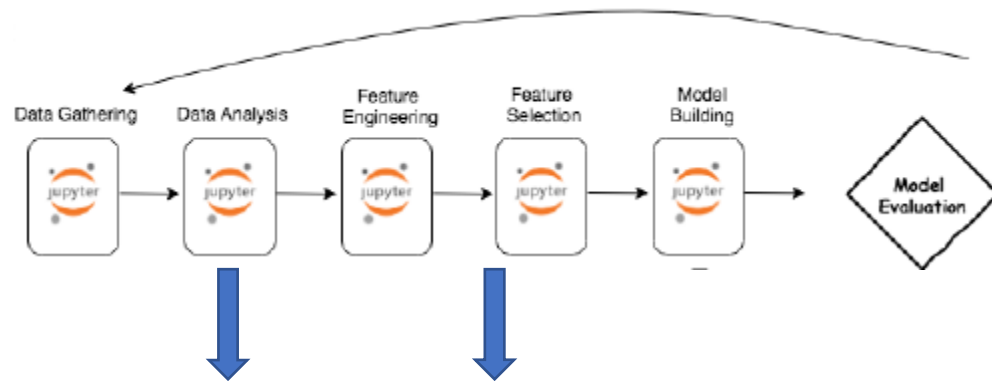 Data Gathering
Data Analysis
Feature
Engineering
Feature
Selection
Model
Building
jupyter
jupyter
jupyter
jupyter
jupyter
Model
Evaluation